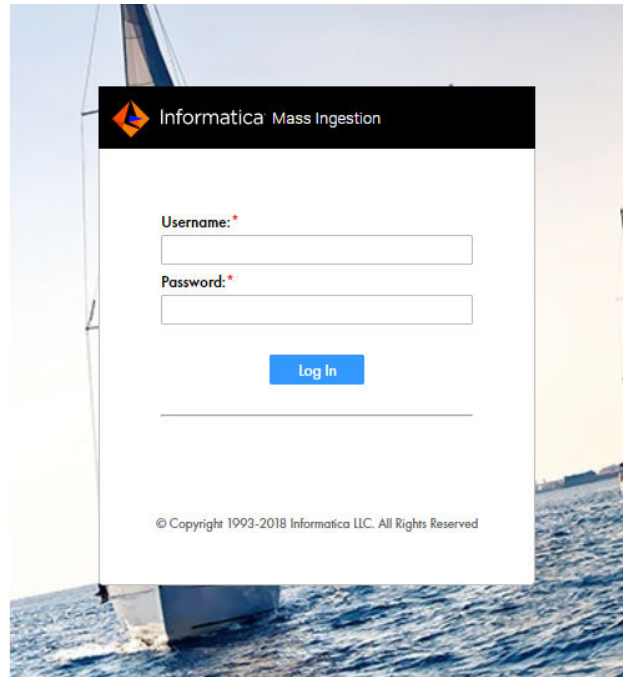 Informatica Mass Ingestion
Username:*
Password:*
Log In
© Copyright 1993-2018 Informatica LLC. All Rights Reserved